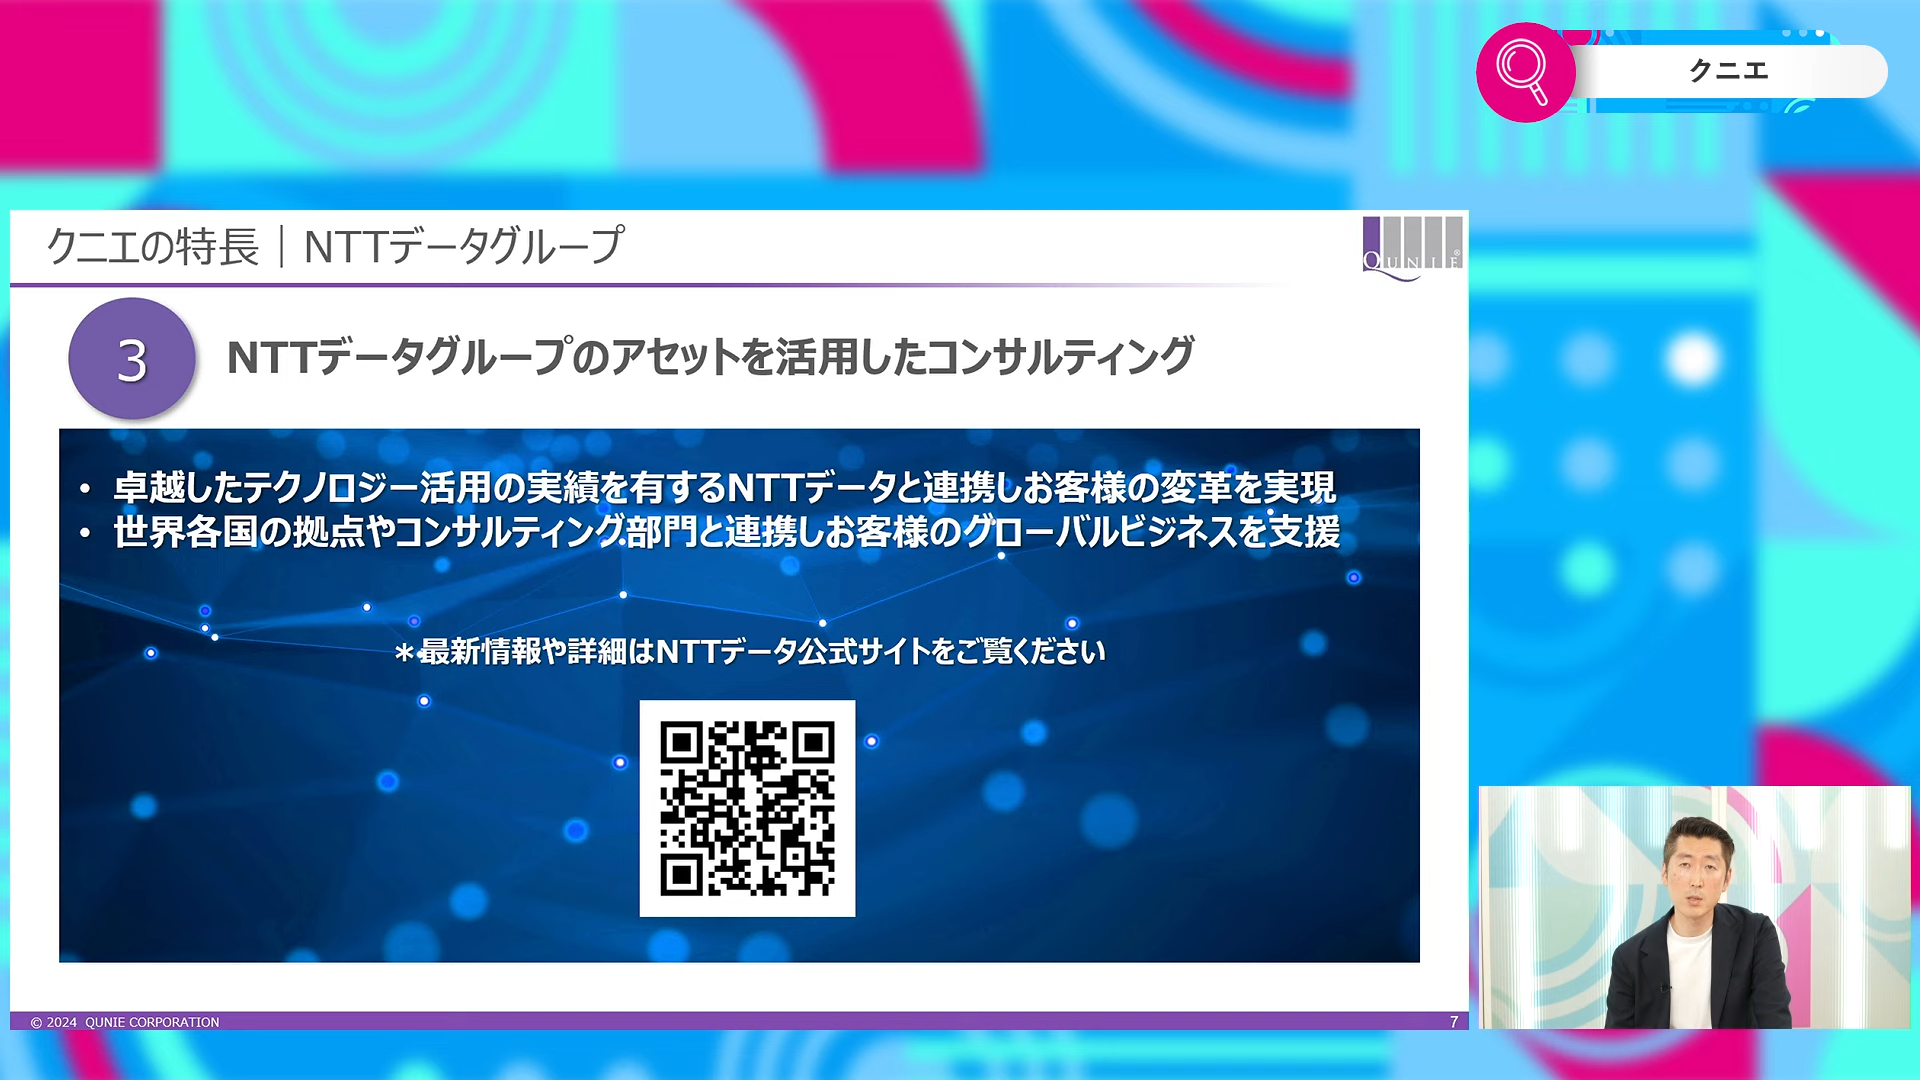 クニエ
クニエの特長｜NTTデータグループ
QUNIE®
3
NTTデータグループのアセットを活用したコンサルティング
• 卓越したテクノロジー活用の実績を有するNTTデータと連携しお客様の変革を実現
• 世界各国の拠点やコンサルティング部門と連携しお客様のグローバルビジネスを支援
＊最新情報や詳細はNTTデータ公式サイトをご覧ください
© 2024 QUNIE CORPORATION
7